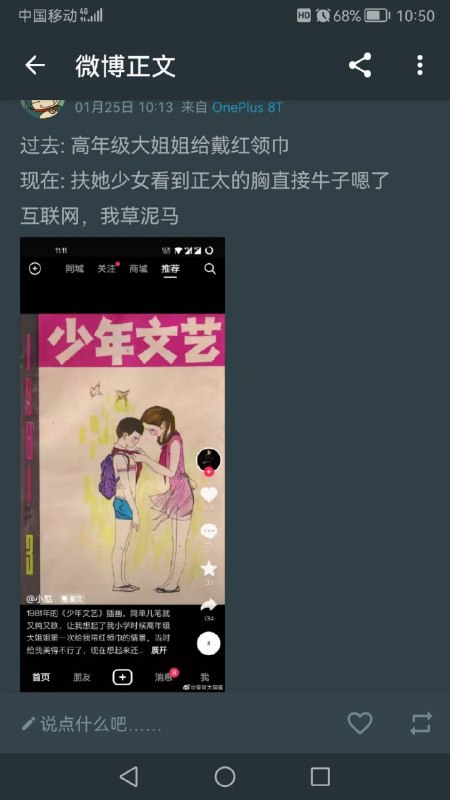 中国移动 4G HD 68% 10:50
微博正文
01月25日 10:13 来自 OnePlus 8T
过去: 高年级大姐姐给戴红领巾
现在: 扶她少女看到正太的胸直接牛子嗯了
互联网，我草泥马
11:11
同城 关注 商城 推荐
少年文艺
@小敖 图文
1981年的《少年文艺》插画，简单几笔就
又纯又欲，让我想起了我小学时候高年级
大姐姐第一次给我带红领巾的情景，当时
给我美得不行了，现在想起来还... 展开
134
首页 朋友 消息 8 我
说点什么吧……